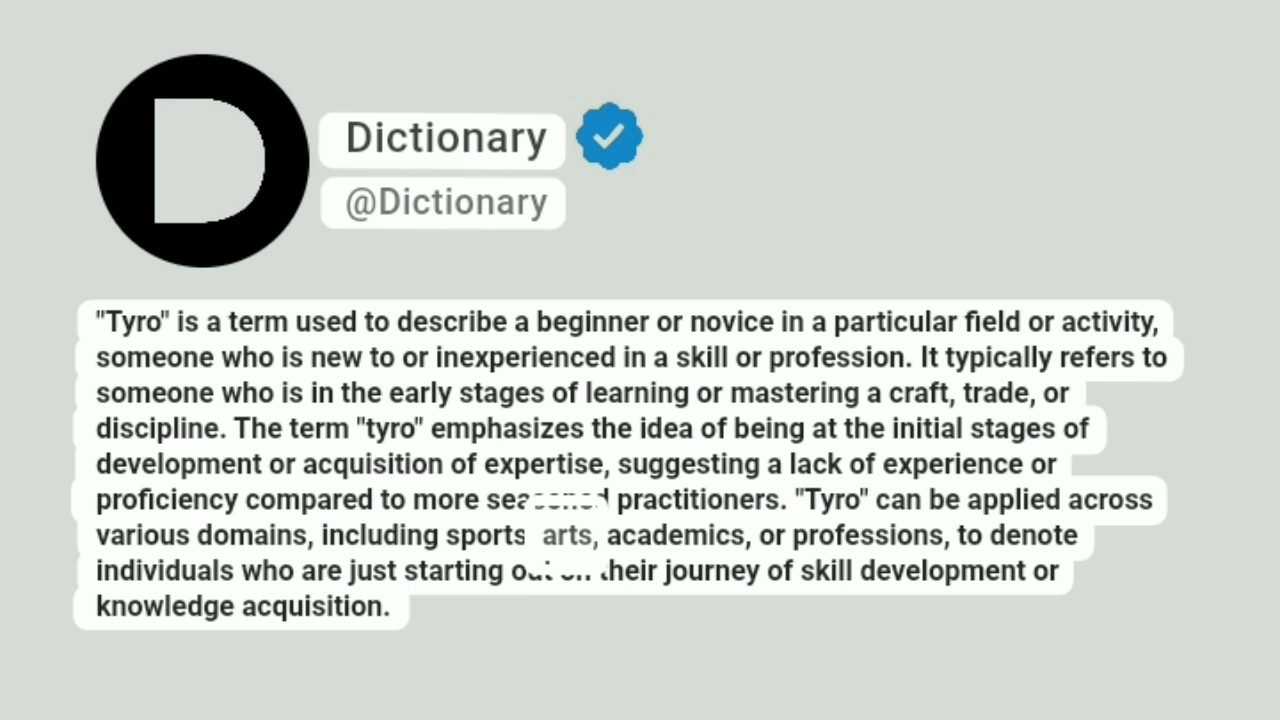 D
Dictionary
@Dictionary
"Tyro" is a term used to describe a beginner or novice in a particular field or activity,
someone who is new to or inexperienced in a skill or profession. It typically refers to
someone who is in the early stages of learning or mastering a craft, trade, or
discipline. The term "tyro" emphasizes the idea of being at the initial stages of
development or acquisition of expertise, suggesting a lack of experience or
proficiency compared to more seasoned practitioners. "Tyro" can be applied across
various domains, including sports arts, academics, or professions, to denote
individuals who are just starting out on their journey of skill development or
knowledge acquisition.